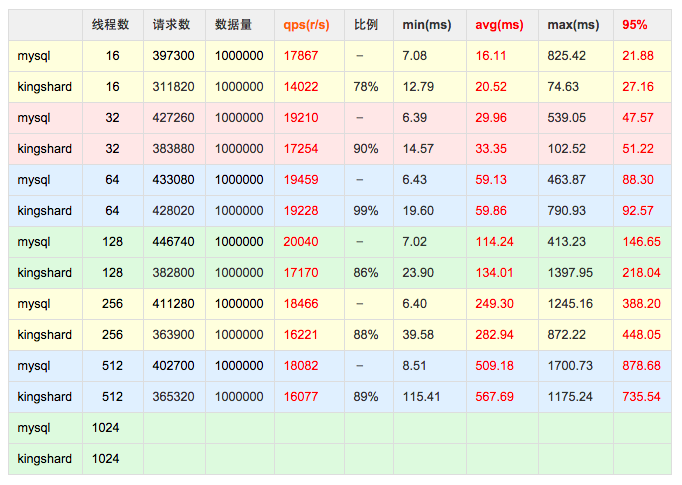 线程数 请求数 数据量 qps(r/s) 比例 min(ms) avg(ms) max(ms) 95%
mysql 16 397300 1000000 17867 – 7.08 16.11 825.42 21.88
kingshard 16 311820 1000000 14022 78% 12.79 20.52 74.63 27.16
mysql 32 427260 1000000 19210 – 6.39 29.96 539.05 47.57
kingshard 32 383880 1000000 17254 90% 14.57 33.35 102.52 51.22
mysql 64 433080 1000000 19459 – 6.43 59.13 463.87 88.30
kingshard 64 428020 1000000 19228 99% 19.60 59.86 790.93 92.57
mysql 128 446740 1000000 20040 – 7.02 114.24 413.23 146.65
kingshard 128 382800 1000000 17170 86% 23.90 134.01 1397.95 218.04
mysql 256 411280 1000000 18466 – 6.40 249.30 1245.16 388.20
kingshard 256 363900 1000000 16221 88% 39.58 282.94 872.22 448.05
mysql 512 402700 1000000 18082 – 8.51 509.18 1700.73 878.68
kingshard 512 365320 1000000 16077 89% 115.41 567.69 1175.24 735.54
mysql 1024
kingshard 1024